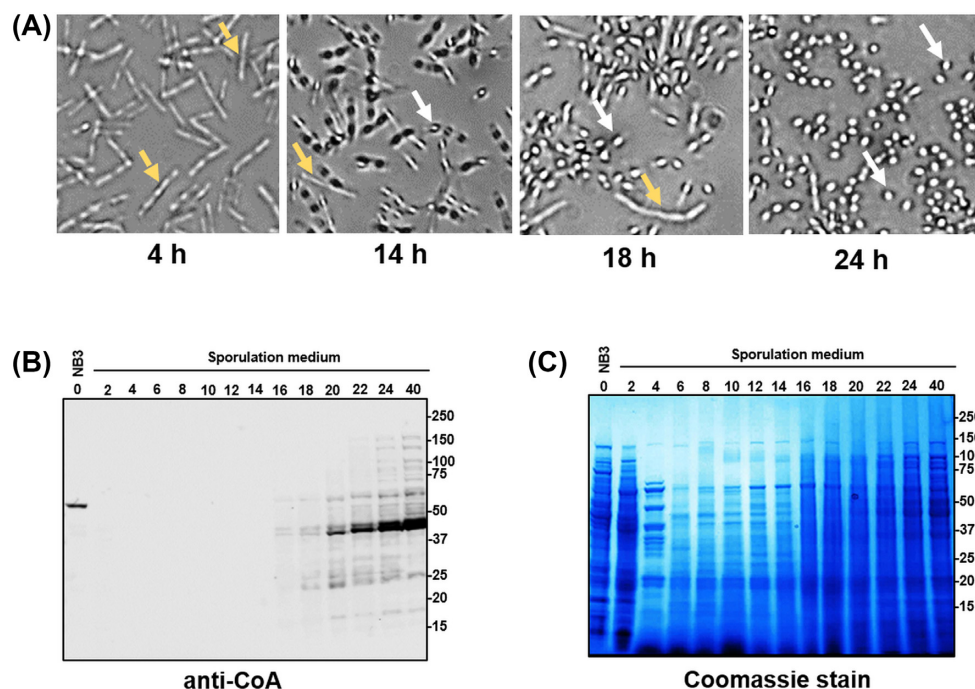 (A)
4 h 14 h 18 h 24 h
(B)
NB3 Sporulation medium
0 2 4 6 8 10 12 14 16 18 20 22 24 40
-250
-150
-100
-75
-50
-37
-25
-20
-15
anti-CoA
(C)
NB3 Sporulation medium
0 2 4 6 8 10 12 14 16 18 20 22 24 40
-250
-150
-100
-75
-50
-37
-25
-20
-15
Coomassie stain